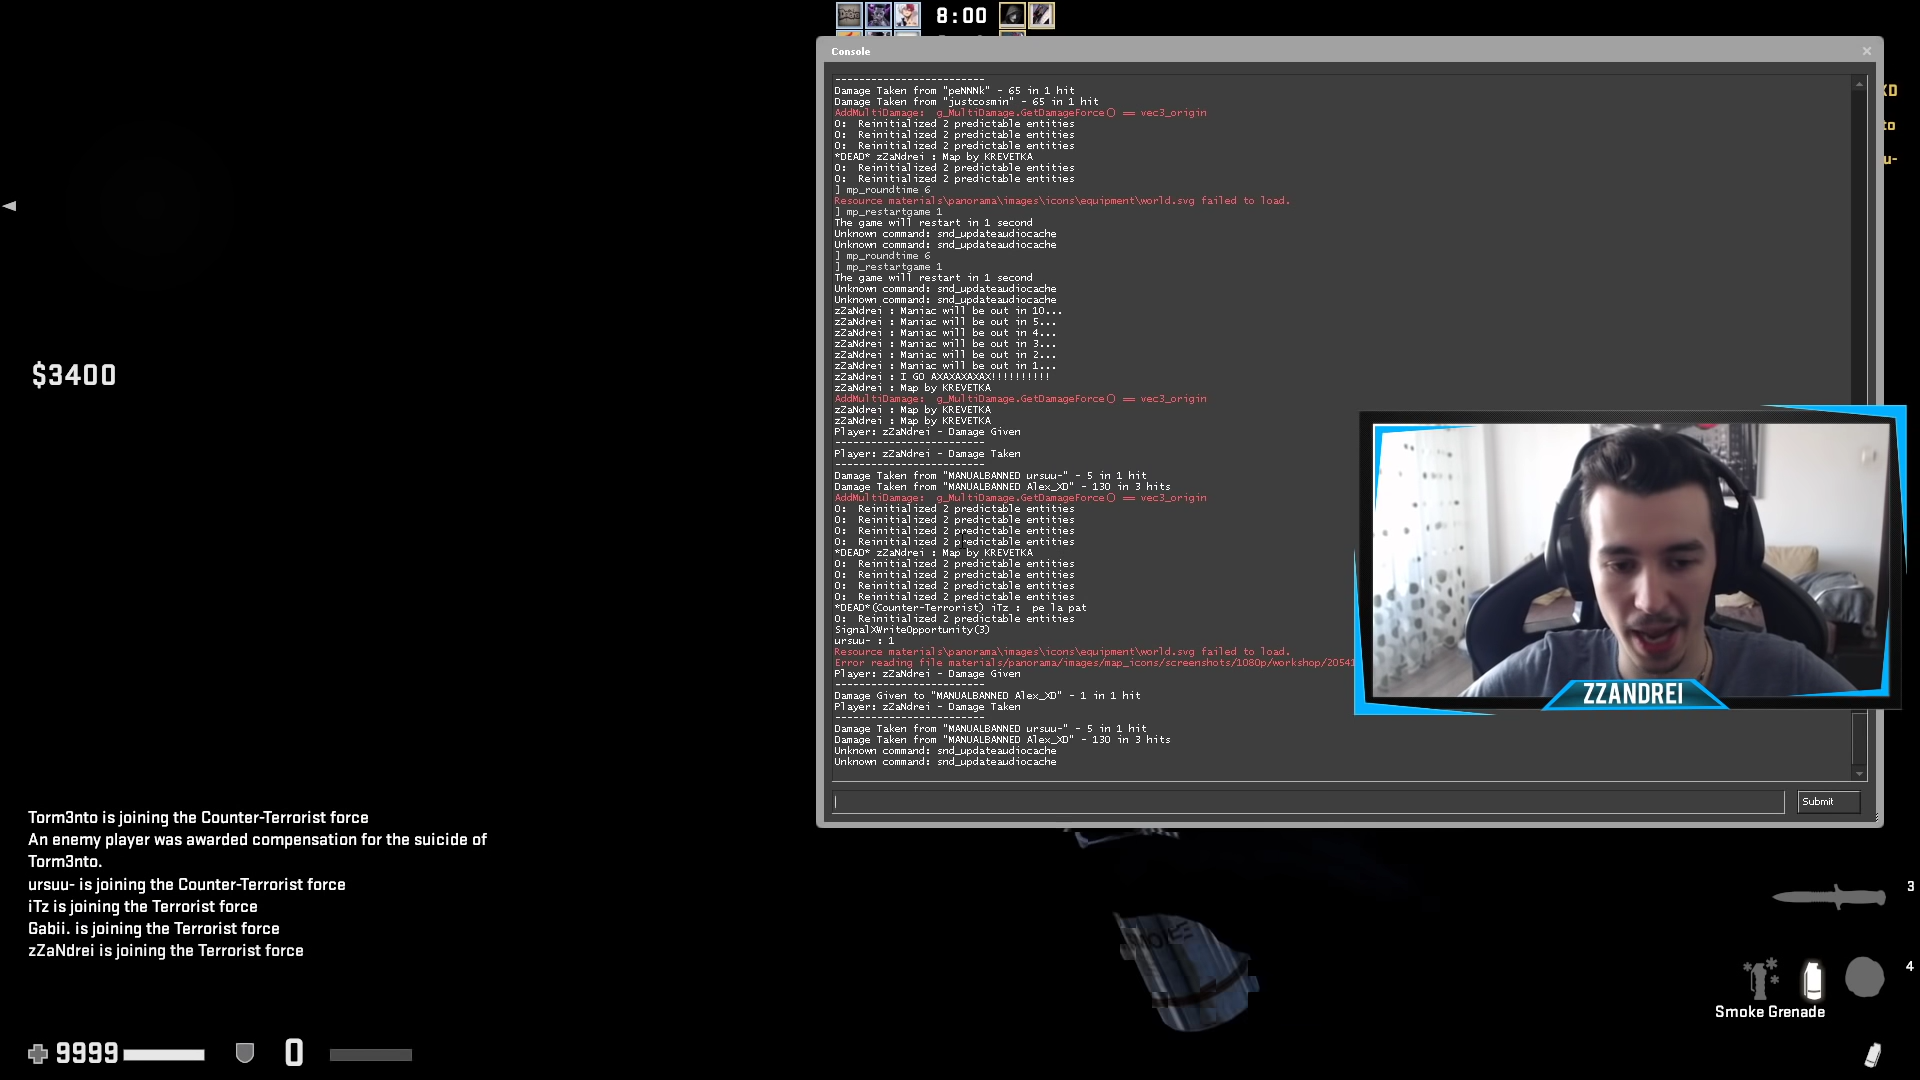 8:00
Console
Damage Taken from "peNNNk" - 65 in 1 hit
Damage Taken from "justcosmin" - 65 in 1 hit
AddMultiDamage:  g_MultiDamage.GetDamageForce() == vec3_origin
0:  Reinitialized 2 predictable entities
0:  Reinitialized 2 predictable entities
0:  Reinitialized 2 predictable entities
*DEAD* zZaNdrei : Map by KREVETKA
0:  Reinitialized 2 predictable entities
0:  Reinitialized 2 predictable entities
] mp_roundtime 6
Resource materials\panorama\images\icons\equipment\world.svg failed to load.
] mp_restartgame 1
The game will restart in 1 second
Unknown command: snd_updateaudiocache
Unknown command: snd_updateaudiocache
] mp_roundtime 6
] mp_restartgame 1
The game will restart in 1 second
Unknown command: snd_updateaudiocache
Unknown command: snd_updateaudiocache
zZaNdrei : Maniac will be out in 10...
zZaNdrei : Maniac will be out in 5...
zZaNdrei : Maniac will be out in 4...
zZaNdrei : Maniac will be out in 3...
zZaNdrei : Maniac will be out in 2...
zZaNdrei : Maniac will be out in 1...
zZaNdrei : I GO AXAXAXAXAX!!!!!!!!!!
zZaNdrei : Map by KREVETKA
AddMultiDamage:  g_MultiDamage.GetDamageForce() == vec3_origin
zZaNdrei : Map by KREVETKA
zZaNdrei : Map by KREVETKA
Player: zZaNdrei - Damage Given
-------------------------
Player: zZaNdrei - Damage Taken
-------------------------
Damage Taken from "MANUALBANNED ursuu-" - 5 in 1 hit
Damage Taken from "MANUALBANNED Alex_XD" - 130 in 3 hits
AddMultiDamage:  g_MultiDamage.GetDamageForce() == vec3_origin
0:  Reinitialized 2 predictable entities
0:  Reinitialized 2 predictable entities
0:  Reinitialized 2 predictable entities
0:  Reinitialized 2 predictable entities
*DEAD* zZaNdrei : Map by KREVETKA
0:  Reinitialized 2 predictable entities
0:  Reinitialized 2 predictable entities
0:  Reinitialized 2 predictable entities
0:  Reinitialized 2 predictable entities
*DEAD*(Counter-Terrorist) iTz :  pe la pat
0:  Reinitialized 2 predictable entities
SignalXWriteOpportunity(3)
ursuu- : 1
Resource materials\panorama\images\icons\equipment\world.svg failed to load.
Error reading file materials/panorama/images/map_icons/screenshots/1080p/workshop/20541
Player: zZaNdrei - Damage Given
-------------------------
Damage Given to "MANUALBANNED Alex_XD" - 1 in 1 hit
Player: zZaNdrei - Damage Taken
-------------------------
Damage Taken from "MANUALBANNED ursuu-" - 5 in 1 hit
Damage Taken from "MANUALBANNED Alex_XD" - 130 in 3 hits
Unknown command: snd_updateaudiocache
Unknown command: snd_updateaudiocache
Submit
ZZANDREI
$3400
Torm3nto is joining the Counter-Terrorist force
An enemy player was awarded compensation for the suicide of
Torm3nto.
ursuu- is joining the Counter-Terrorist force
iTz is joining the Terrorist force
Gabii. is joining the Terrorist force
zZaNdrei is joining the Terrorist force
9999
0
3
4
Smoke Grenade